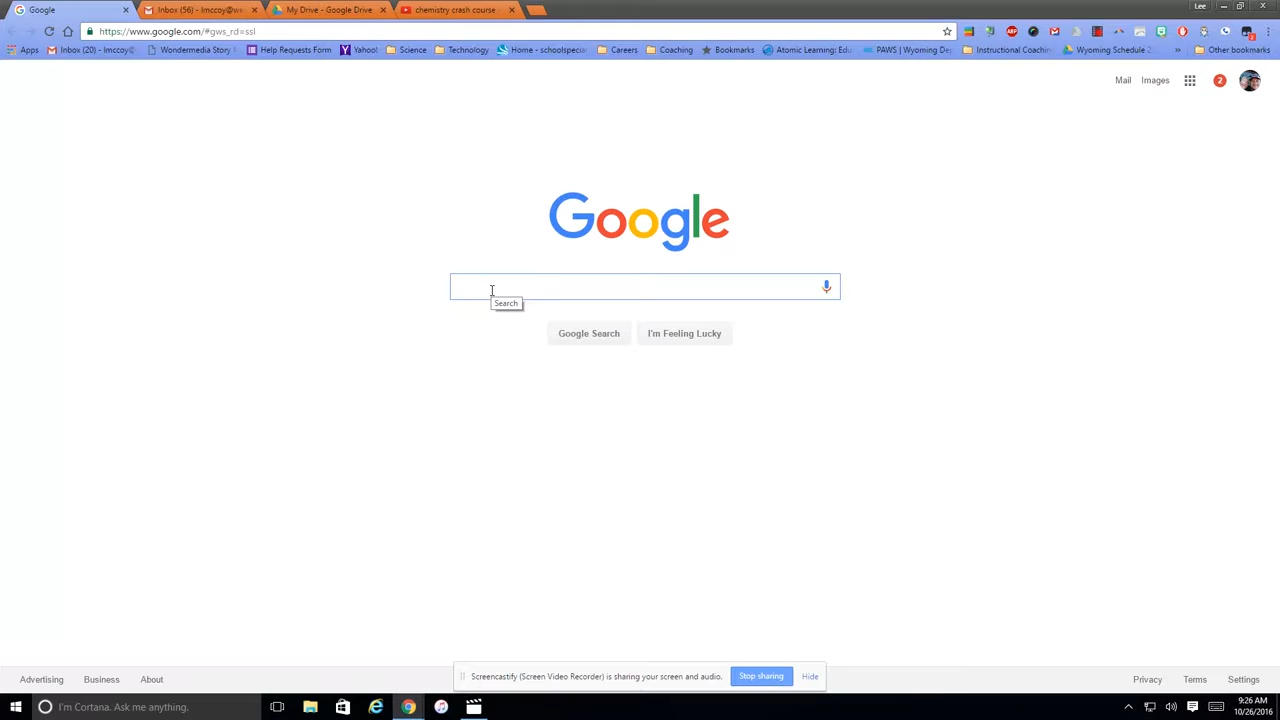 Google
Inbox (56) - lmccoy@w
My Drive - Google Drive
chemistry crash course -
Lee
https://www.google.com/#gws_rd=ssl
Apps
Inbox (20) - lmccoy@
Wondermedia Story
Help Requests Form
Yahoo!
Science
Technology
Home - schoolspecia
Careers
Coaching
Bookmarks
Atomic Learning: Edu
PAWS | Wyoming De
Instructional Coachin
Wyoming Schedule 2
»
Other bookmarks
Mail
Images
2
Google
Search
Google Search
I'm Feeling Lucky
Screencastify (Screen Video Recorder) is sharing your screen and audio.
Stop sharing
Hide
Advertising
Business
About
Privacy
Terms
Settings
I'm Cortana. Ask me anything.
9:26 AM
10/26/2016